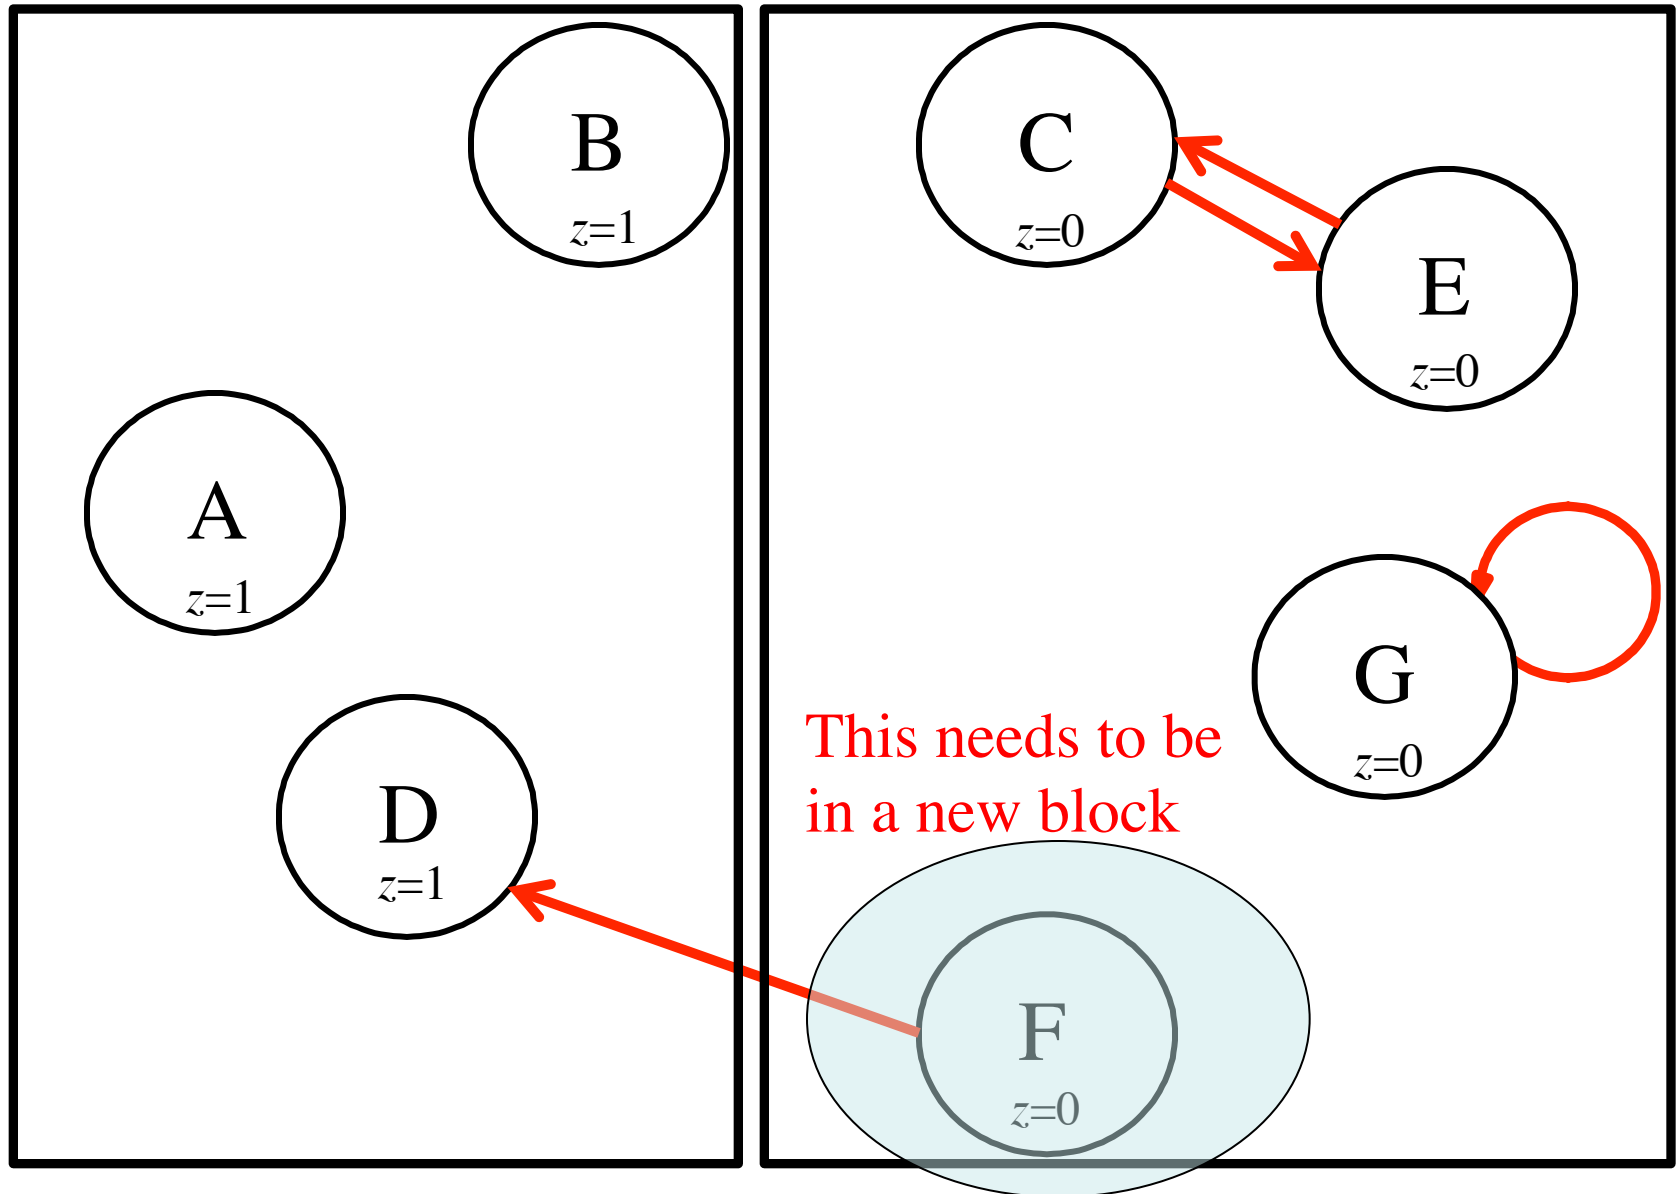 B
z=1
C
z=0
E
z=0
A
z=1
G
z=0
This needs to be
in a new block
D
z=1
F
z=0